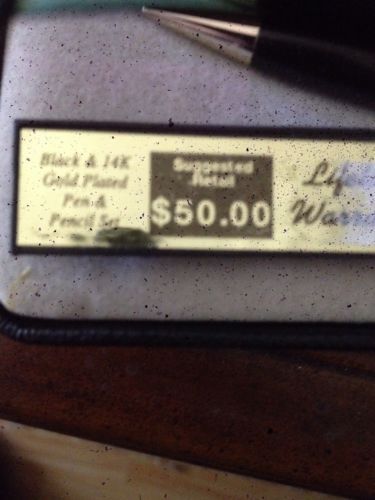 Black & 14K
Gold Plated
Pen &
Pencil Set
Suggested
Retail
$50.00